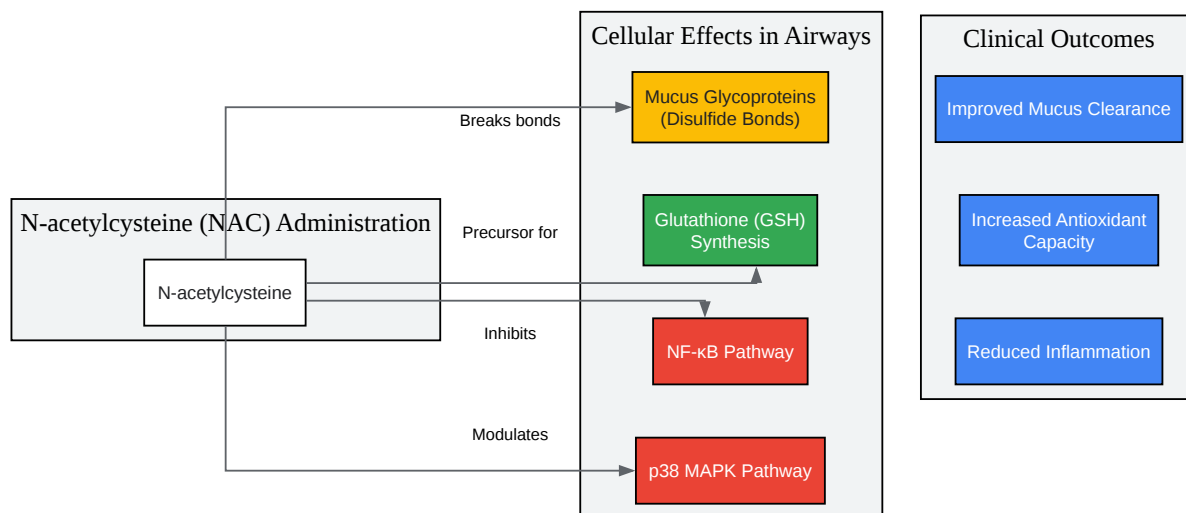 Cellular Effects in Airways
Clinical Outcomes
Mucus Glycoproteins
(Disulfide Bonds)
Improved Mucus Clearance
Breaks bonds
N-acetylcysteine (NAC) Administration
Glutathione (GSH)
Synthesis
Increased Antioxidant
Capacity
Precursor for
N-acetylcysteine
Inhibits
NF-κB Pathway
Reduced Inflammation
Modulates
p38 MAPK Pathway